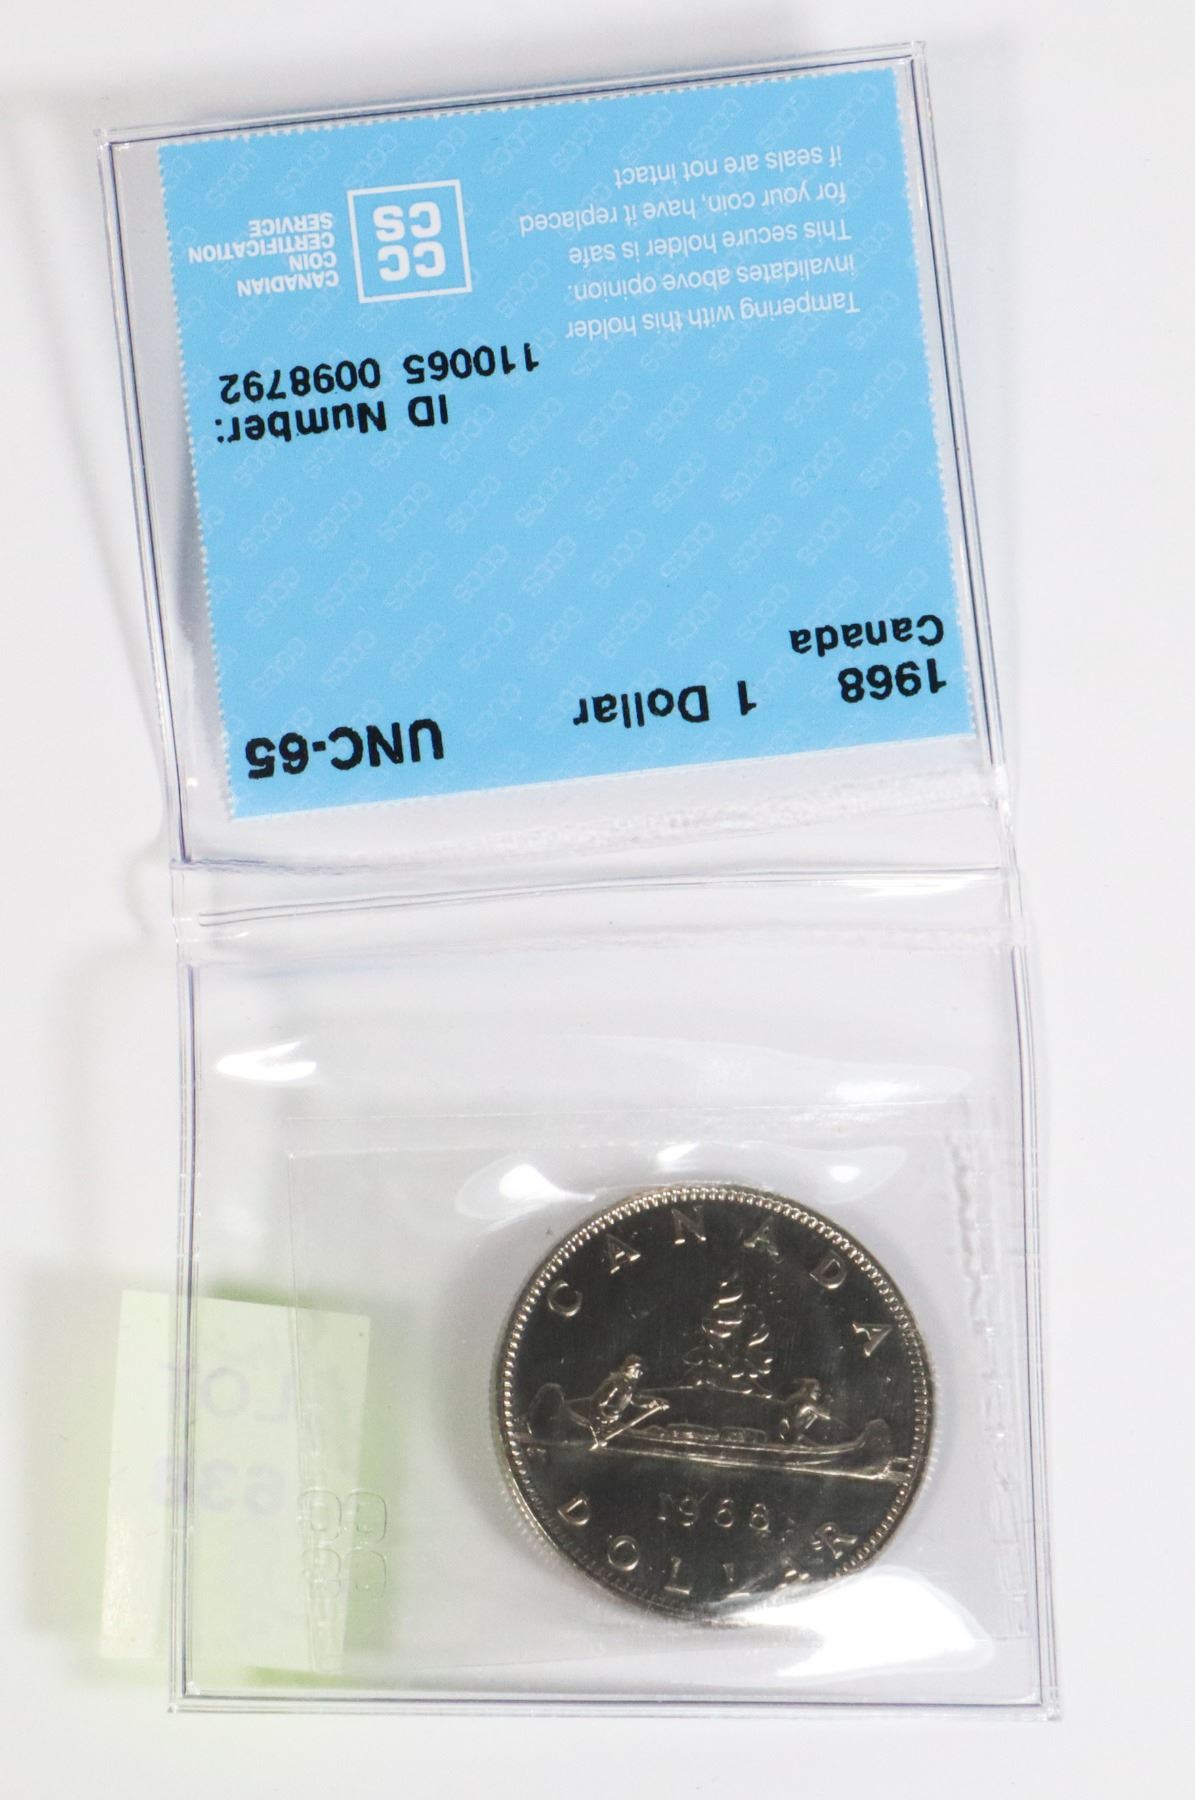 1968 1 Dollar UNC-65
Canada
ID Number:
110065 0098792
Tampering with this holder
invalidates above opinion.
This secure holder is safe
for your coin, have it replaced
if seals are not intact
CC
CS
CANADIAN
COIN
CERTIFICATION
SERVICE
CANADA
1968
DOLLAR
LOT